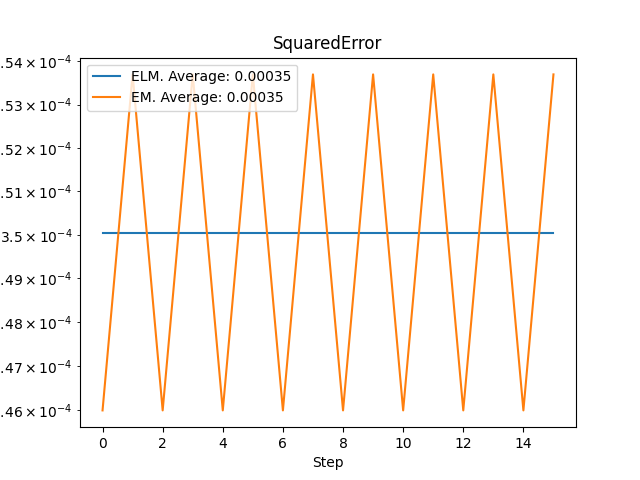 SquaredError
ELM. Average: 0.00035
EM. Average: 0.00035
.54 × 10⁻⁴
.53 × 10⁻⁴
.52 × 10⁻⁴
.51 × 10⁻⁴
3.5 × 10⁻⁴
.49 × 10⁻⁴
.48 × 10⁻⁴
.47 × 10⁻⁴
.46 × 10⁻⁴
0 2 4 6 8 10 12 14
Step